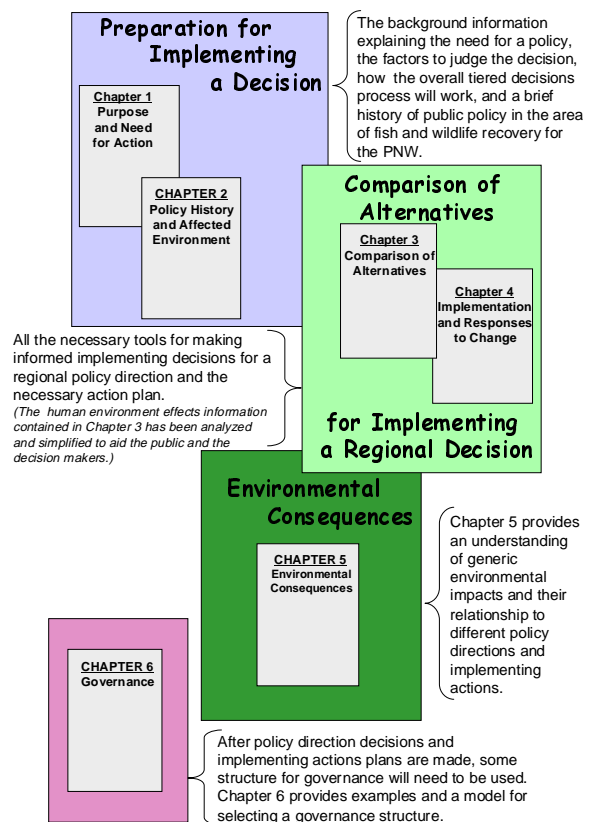 Preparation for
Implementing
a Decision
Chapter 1
Purpose
and Need
for Action
CHAPTER 2
Policy History
and Affected
Environment
The background information
explaining the need for a policy,
the factors to judge the decision,
how the overall tiered decisions
process will work, and a brief
history of public policy in the area
of fish and wildlife recovery for
the PNW.
Comparison of
Alternatives
Chapter 3
Comparison of
Alternatives
Chapter 4
Implementation
and Responses
to Change
for Implementing
a Regional Decision
All the necessary tools for making
informed implementing decisions for a
regional policy direction and the
necessary action plan.
(The human environment effects information
contained in Chapter 3 has been analyzed
and simplified to aid the public and the
decision makers.)
Environmental
Consequences
CHAPTER 5
Environmental
Consequences
Chapter 5 provides
an understanding
of generic
environmental
impacts and their
relationship to
different policy
directions and
implementing
actions.
CHAPTER 6
Governance
After policy direction decisions and
implementing actions plans are made, some
structure for governance will need to be used.
Chapter 6 provides examples and a model for
selecting a governance structure.